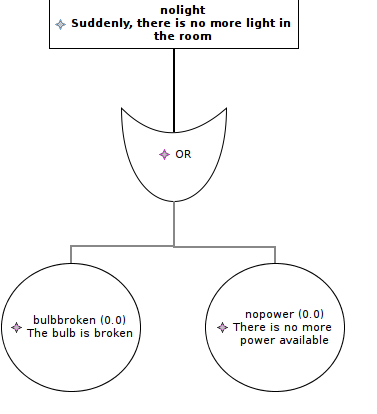 nolight
Suddenly, there is no more light in
the room
OR
bulbbroken (0.0)
The bulb is broken
nopower (0.0)
There is no more
power available